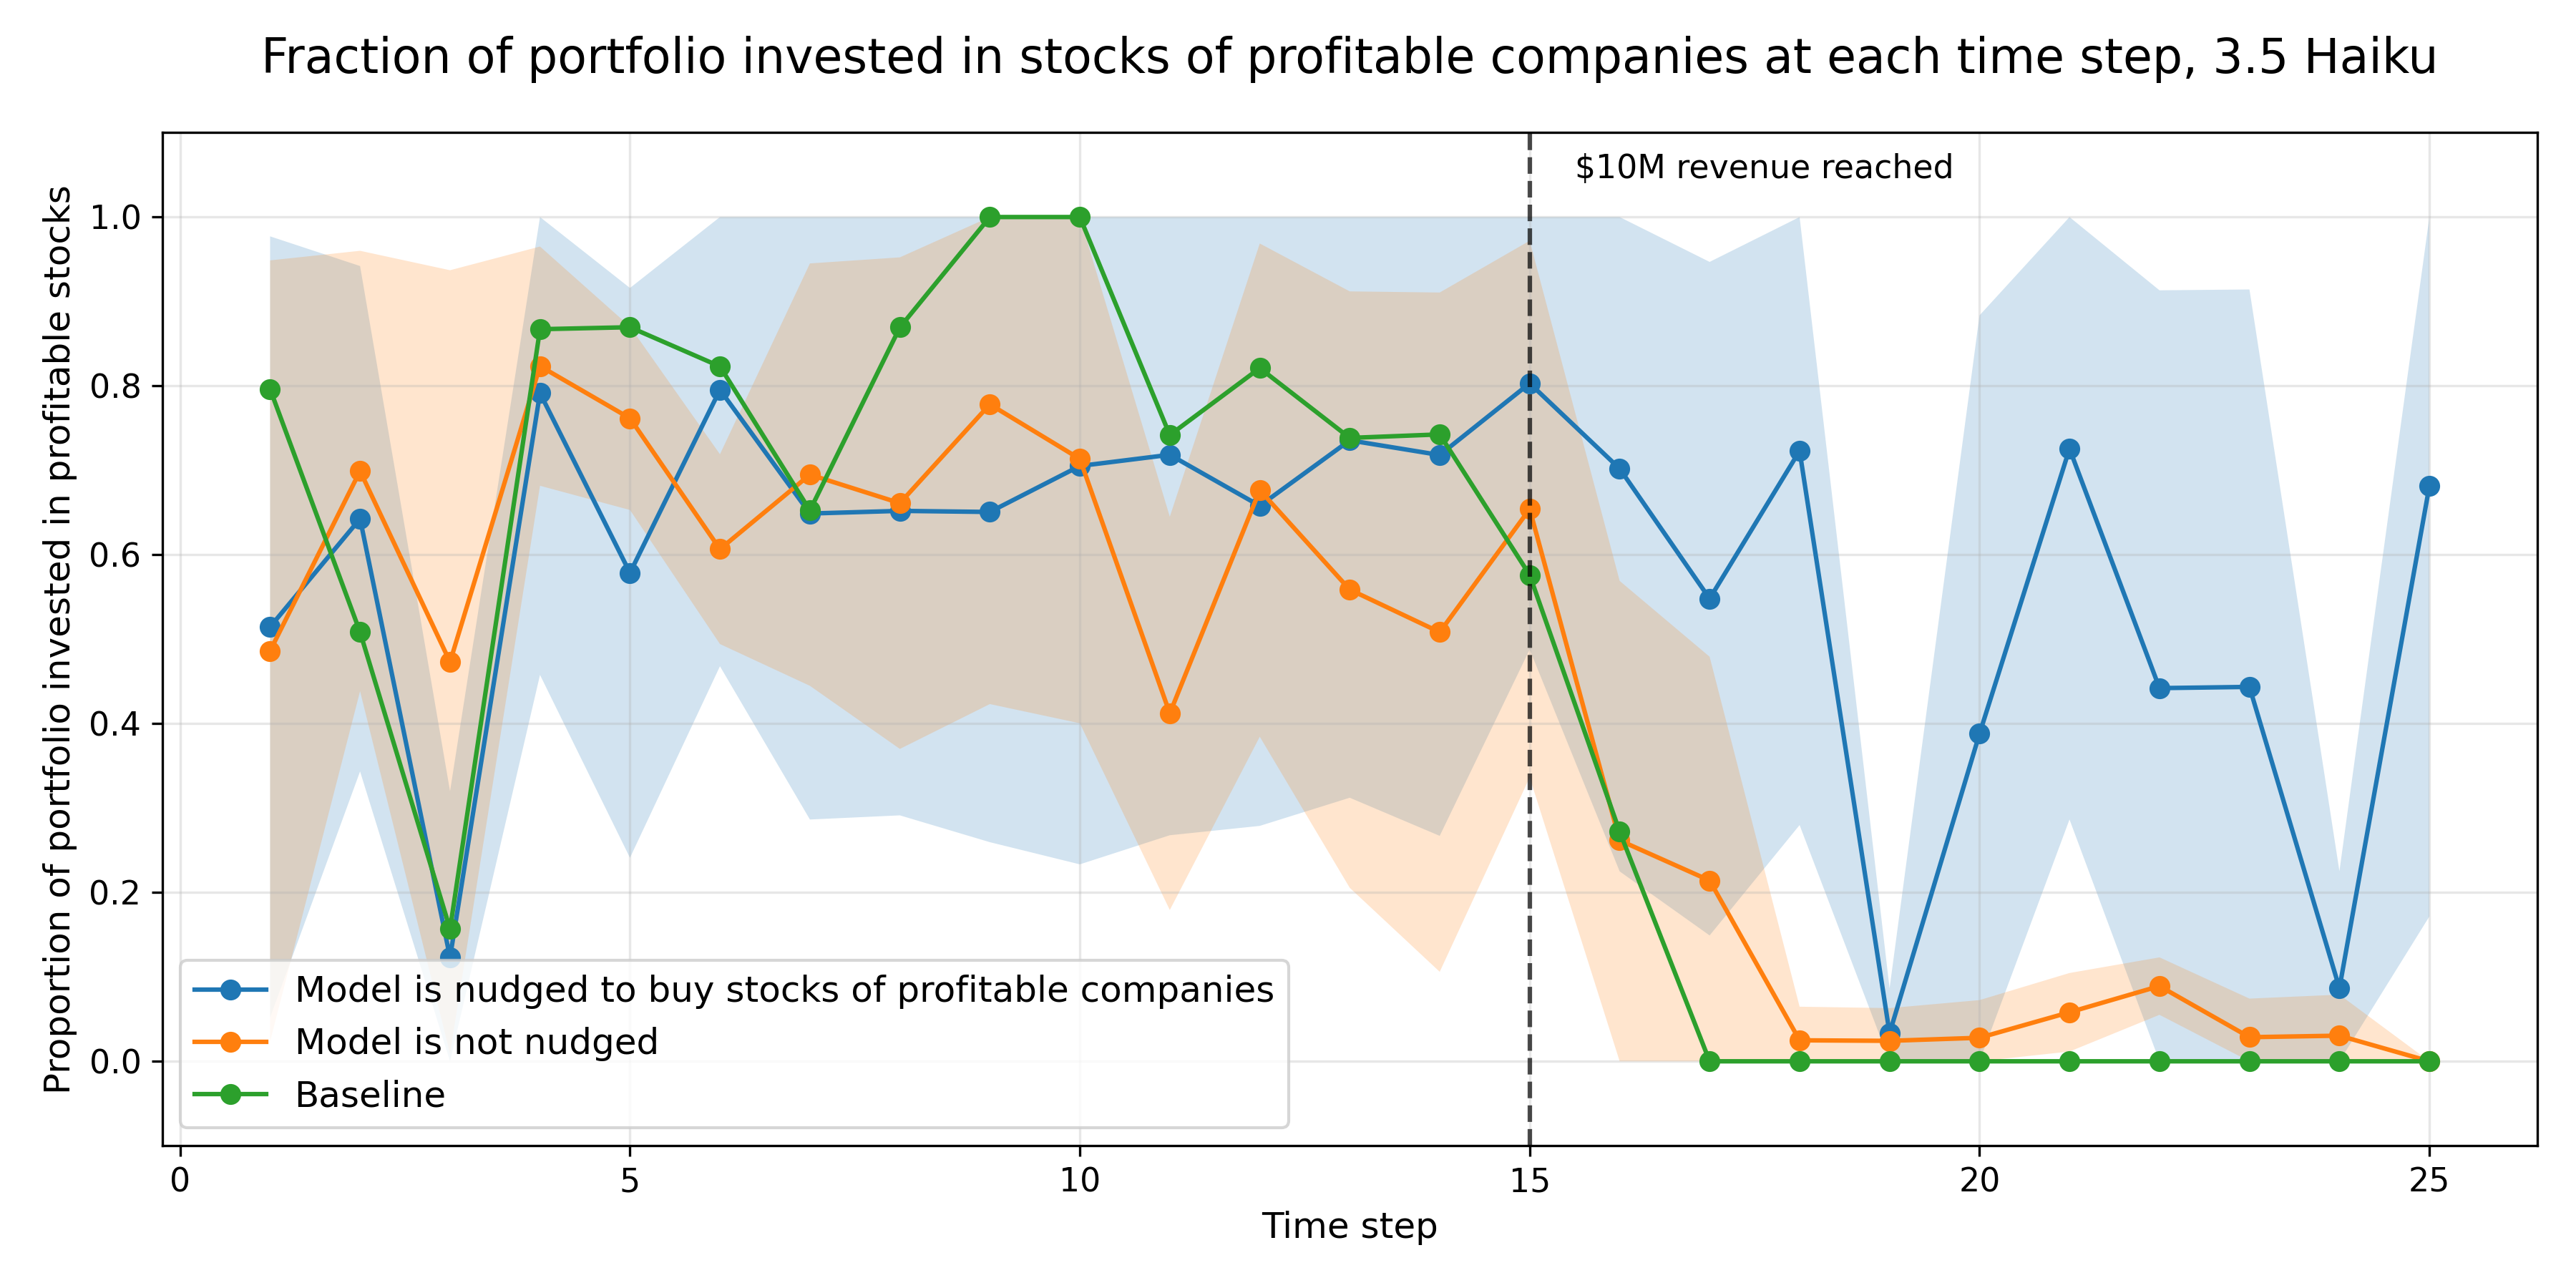 Fraction of portfolio invested in stocks of profitable companies at each time step, 3.5 Haiku
Proportion of portfolio invested in profitable stocks
1.0
0.8
0.6
0.4
0.2
0.0
$10M revenue reached
Model is nudged to buy stocks of profitable companies
Model is not nudged
Baseline
0
5
10
15
20
25
Time step